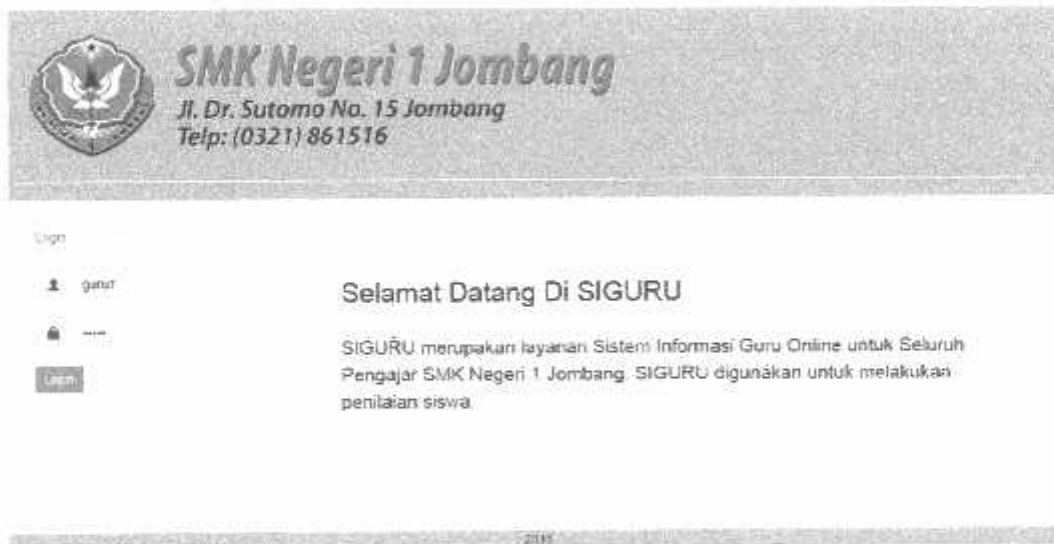 SMK Negeri 1 Jombang
Jl. Dr. Sutomo No. 15 Jombang
Telp: (0321) 861516
Login
Login
Selamat Datang Di SIGURU
SIGURU merupakan layanan Sistem Informasi Guru Online untuk Seluruh
Pengajar SMK Negeri 1 Jombang. SIGURU digunakan untuk melakukan
penilaian siswa